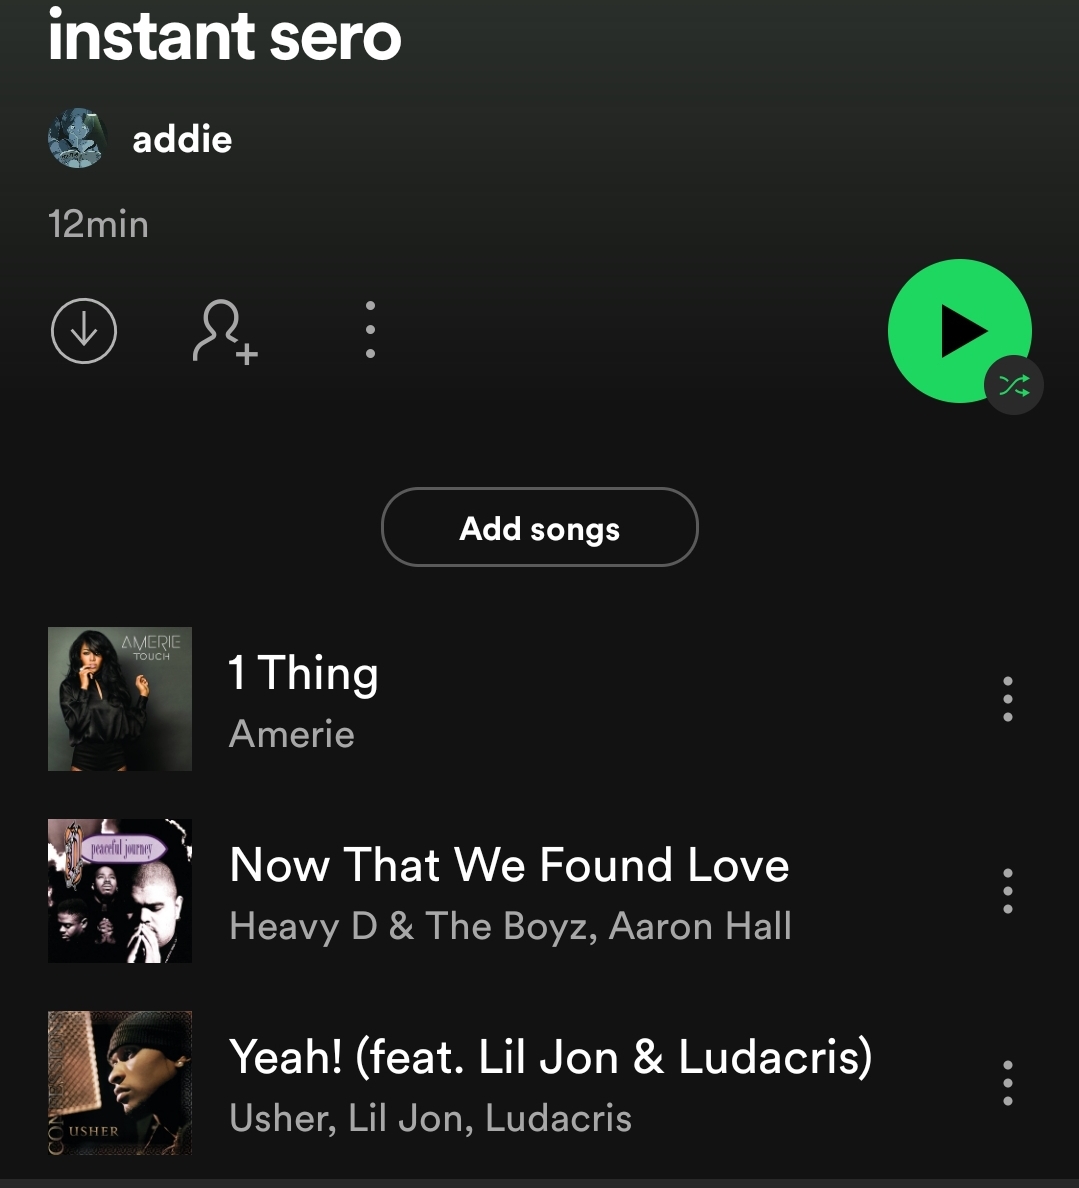 instant sero
addie
12min
Add songs
AMERIE
TOUCH
1 Thing
Amerie
peaceful journey
Now That We Found Love
Heavy D & The Boyz, Aaron Hall
CON
USHER
Yeah! (feat. Lil Jon & Ludacris)
Usher, Lil Jon, Ludacris